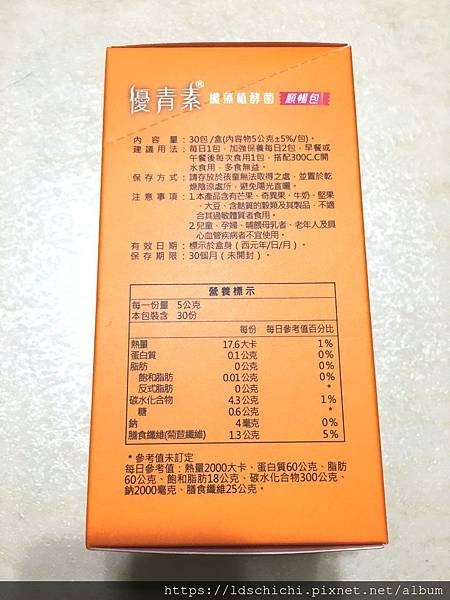 優青素®纖蔬植酵菌 順暢包
內容量：30包/盒(內容物5公克±5%/包)。
建議用法：每日1包，加強保養每日2包，早餐或
午餐後每次食用1包，搭配300C.C開
水食用，多食無益。
保存方式：請存放於孩童無法取得之處，並置於乾
燥陰涼處所，避免陽光直曬。
注意事項：1.本產品含有芒果、奇異果、牛奶、堅果
、大豆、含麩質的穀類及其製品，不適
合其過敏體質者食用。
2.兒童、孕婦、哺餵母乳者、老年人及具
心血管疾病者不宜使用。
有效日期：標示於盒身（西元年/日/月）。
保存期限：30個月（未開封）。
營養標示
每一份量 5公克
本包裝含 30份
每份 每日參考值百分比
熱量 17.6大卡 1%
蛋白質 0.1公克 0%
脂肪 0公克 0%
飽和脂肪 0.01公克 0%
反式脂肪 0公克 *
碳水化合物 4.3公克 1%
糖 0.6公克 *
鈉 4毫克 0%
膳食纖維(菊苣纖維) 1.3公克 5%
*參考值未訂定
每日參考值：熱量2000大卡、蛋白質60公克、脂肪
60公克、飽和脂肪18公克、碳水化合物300公克、
鈉2000毫克、膳食纖維25公克。
https://ldschichi.pixnet.net/album